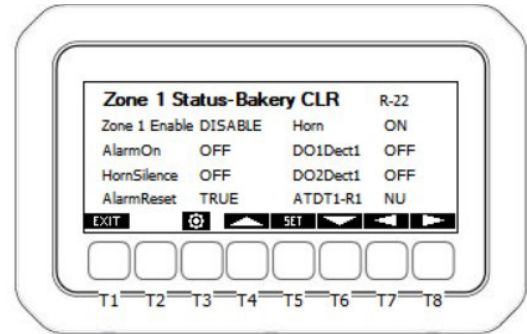 Zone 1 Status-Bakery CLR R-22
Zone 1 Enable DISABLE Horn ON
AlarmOn OFF DO1Dect1 OFF
HornSilence OFF DO2Dect1 OFF
AlarmReset TRUE ATDT1-R1 NU
EXIT SET
T1 T2 T3 T4 T5 T6 T7 T8